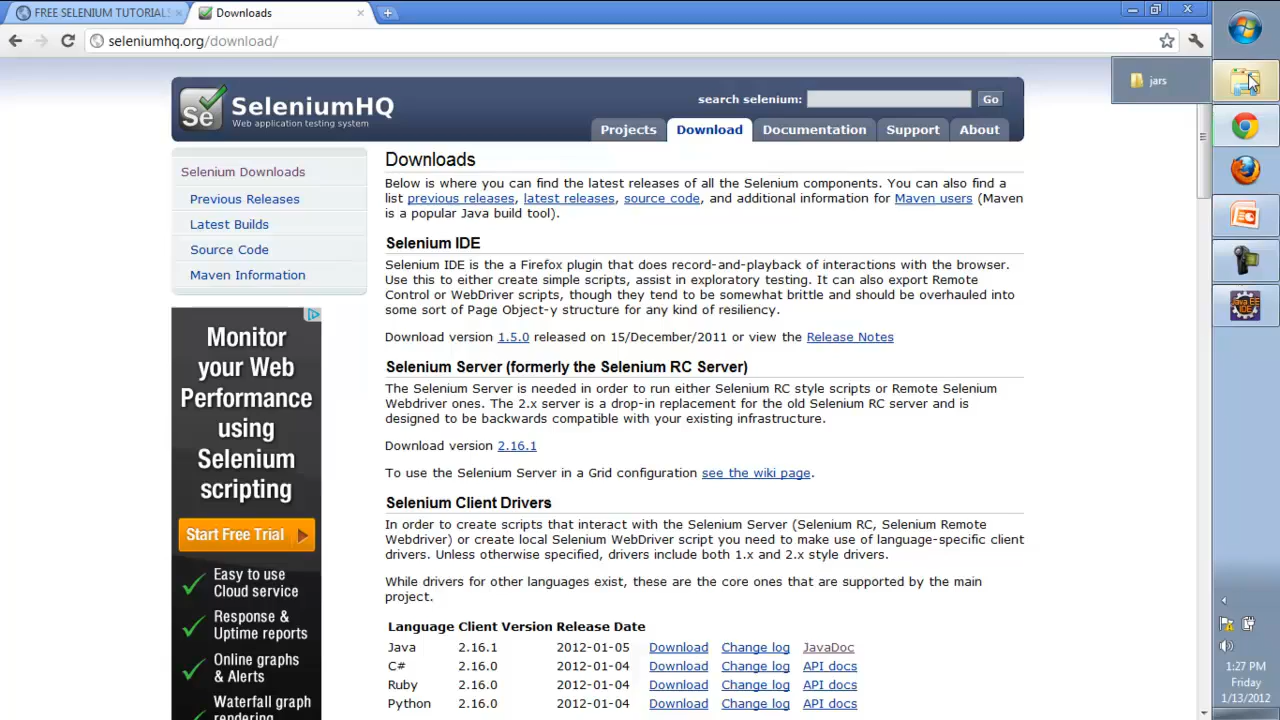 FREE SELENIUM TUTORIAL
Downloads
seleniumhq.org/download/
jars
Se
SeleniumHQ
Web application testing system
search selenium:
Go
Projects
Download
Documentation
Support
About
Selenium Downloads
Previous Releases
Latest Builds
Source Code
Maven Information
Monitor
your Web
Performance
using
Selenium
scripting
Start Free Trial
Easy to use
Cloud service
Response &
Uptime reports
Online graphs
& Alerts
Waterfall graph
Downloads
Below is where you can find the latest releases of all the Selenium components. You can also find a
list previous releases, latest releases, source code, and additional information for Maven users (Maven
is a popular Java build tool).
Selenium IDE
Selenium IDE is the a Firefox plugin that does record-and-playback of interactions with the browser.
Use this to either create simple scripts, assist in exploratory testing. It can also export Remote
Control or WebDriver scripts, though they tend to be somewhat brittle and should be overhauled into
some sort of Page Object-y structure for any kind of resiliency.
Download version 1.5.0 released on 15/December/2011 or view the Release Notes
Selenium Server (formerly the Selenium RC Server)
The Selenium Server is needed in order to run either Selenium RC style scripts or Remote Selenium
Webdriver ones. The 2.x server is a drop-in replacement for the old Selenium RC server and is
designed to be backwards compatible with your existing infrastructure.
Download version 2.16.1
To use the Selenium Server in a Grid configuration see the wiki page.
Selenium Client Drivers
In order to create scripts that interact with the Selenium Server (Selenium RC, Selenium Remote
Webdriver) or create local Selenium WebDriver script you need to make use of language-specific client
drivers. Unless otherwise specified, drivers include both 1.x and 2.x style drivers.
While drivers for other languages exist, these are the core ones that are supported by the main
project.
Language Client Version Release Date
Java 2.16.1 2012-01-05 Download Change log JavaDoc
C# 2.16.0 2012-01-04 Download Change log API docs
Ruby 2.16.0 2012-01-04 Download Change log API docs
Python 2.16.0 2012-01-04 Download Change log API docs
Java EE
IDE
1:27 PM
Friday
1/13/2012